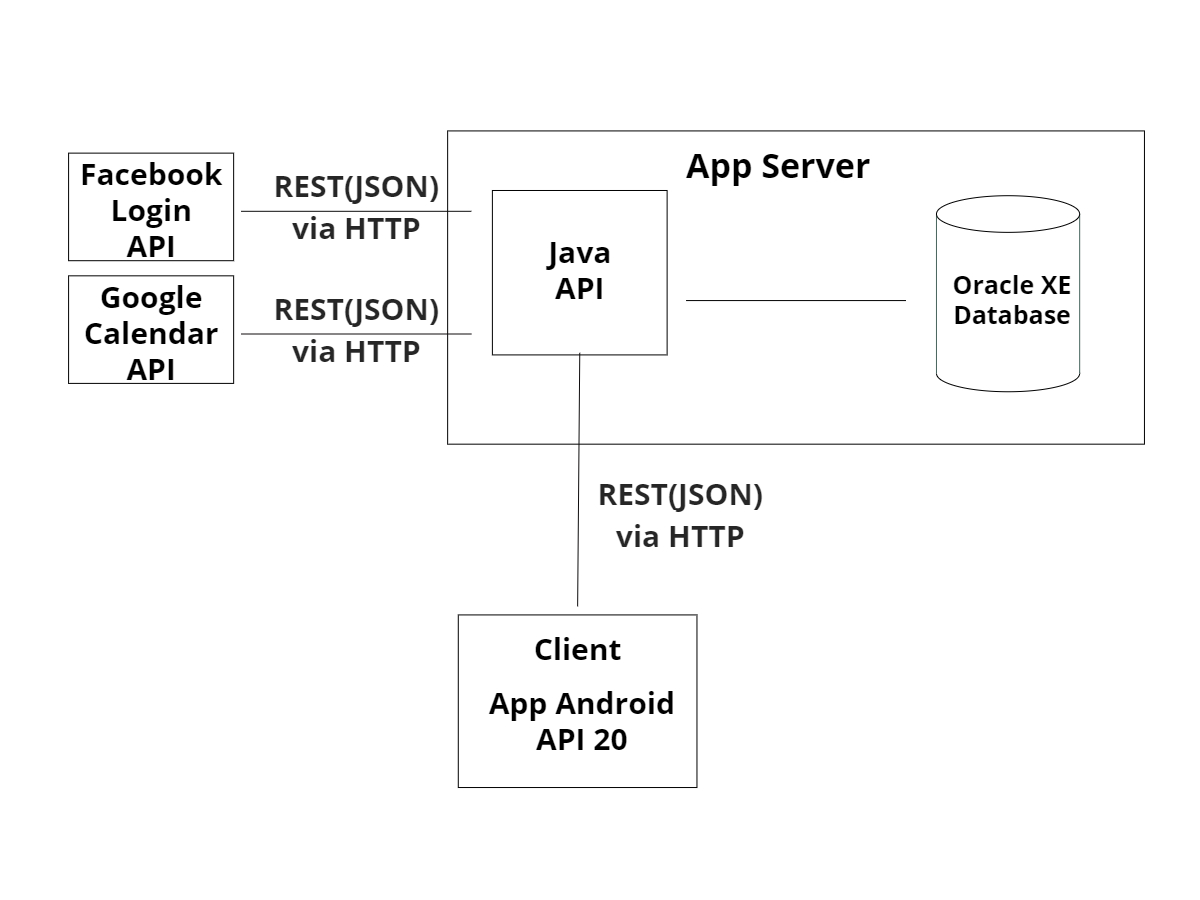 Facebook
Login
API
REST(JSON)
via HTTP
Google
Calendar
API
REST(JSON)
via HTTP
App Server
Java
API
Oracle XE
Database
REST(JSON)
via HTTP
Client
App Android
API 20